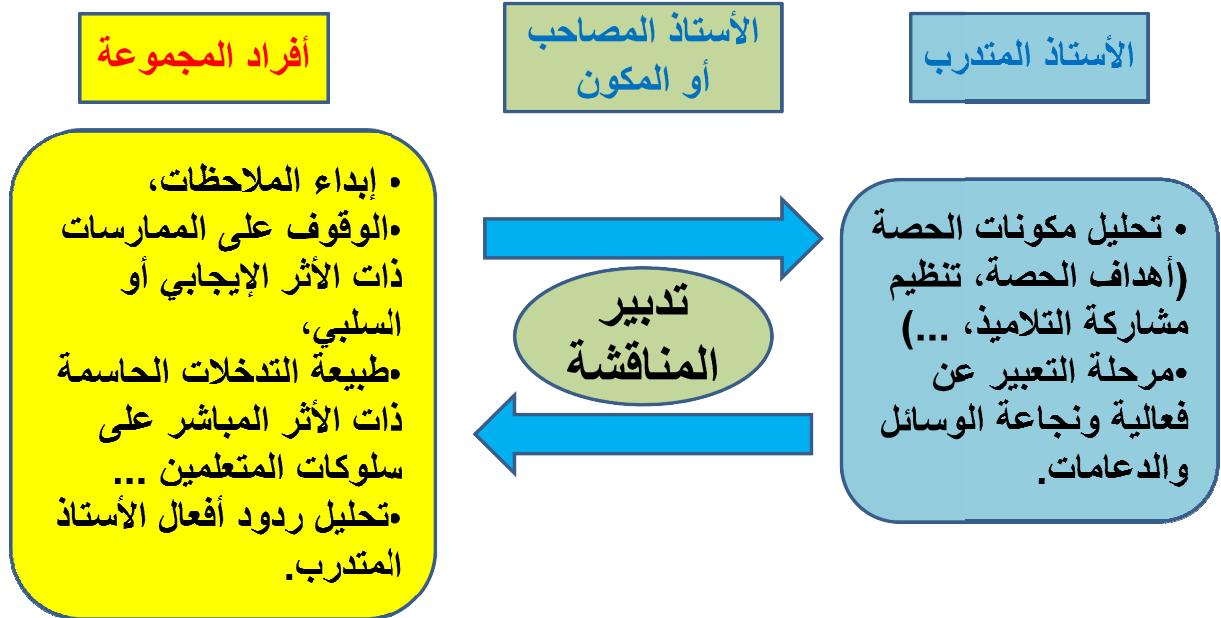 الأستاذ المتدرب
الأستاذ المصاحب
أو المكون
أفراد المجموعة
• تحليل مكونات الحصة
(أهداف الحصة، تنظيم
مشاركة التلاميذ، ...)
•مرحلة التعبير عن
فعالية ونجاعة الوسائل
والدعامات.
تدبير
المناقشة
• إبداء الملاحظات،
•الوقوف على الممارسات
ذات الأثر الإيجابي أو
السلبي،
•طبيعة التدخلات الحاسمة
ذات الأثر المباشر على
سلوكات المتعلمين ...
•تحليل ردود أفعال الأستاذ
المتدرب.